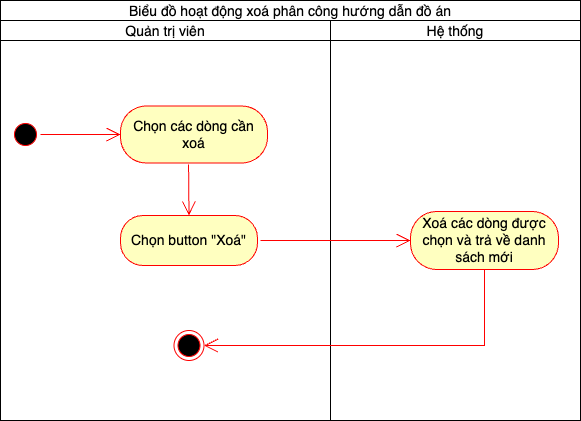 Biểu đồ hoạt động xoá phân công hướng dẫn đồ án
Quản trị viên
Hệ thống
Chọn các dòng cần
xoá
Chọn button "Xoá"
Xoá các dòng được
chọn và trả về danh
sách mới